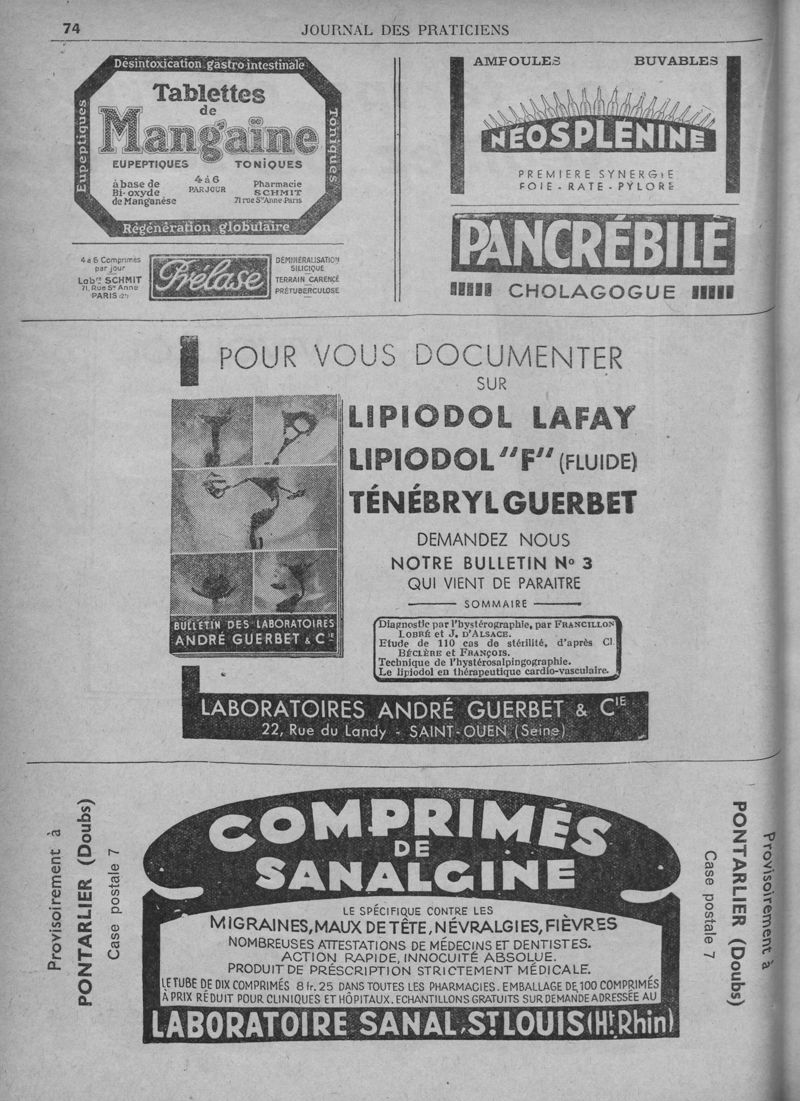 74
JOURNAL DES PRATICIENS
Désintoxication gastro intestinale
Eupeptiques
Toniques
Tablettes
de
Mangaïne
EUPEPTIQUES TONIQUES
à base de
Bi-oxyde
de Manganèse
4 à 6
PAR JOUR
Pharmacie
SCHMIT
71 rue Ste Anne Paris
Régénération globulaire
4 à 6 Comprimés
par jour
Labre SCHMIT
71, Rue Ste Anne
PARIS (2e)
Prélase
DÉMINÉRALISATION
SILICIQUE
TERRAIN CARENCÉ
PRÉTUBERCULOSE
AMPOULES BUVABLES
NÉOSPLÉNINE
PREMIERE SYNERGIE
FOIE - RATE - PYLORE
PANCRÉBILE
CHOLAGOGUE
POUR VOUS DOCUMENTER
SUR
LIPIODOL LAFAY
LIPIODOL "F" (FLUIDE)
TÉNÉBRYL GUERBET
DEMANDEZ NOUS
NOTRE BULLETIN No 3
QUI VIENT DE PARAITRE
SOMMAIRE
Diagnostic par l'hystérographie, par FRANCILLON
LOBRÉ et J. D'ALSACE.
Etude de 110 cas de stérilité, d'après Cl.
BÉCLÈRE et FRANÇOIS.
Technique de l'hystérosalpingographie.
Le lipiodol en thérapeutique cardio-vasculaire.
BULLETIN DES LABORATOIRES
ANDRÉ GUERBET & CIE
LABORATOIRES ANDRÉ GUERBET & CIE
22, Rue du Landy - SAINT-OUEN (Seine)
Provisoirement à
PONTARLIER (Doubs)
Case postale 7
COMPRIMÉS
DE
SANALGINE
LE SPÉCIFIQUE CONTRE LES
MIGRAINES, MAUX DE TÊTE, NÉVRALGIES, FIÈVRES
NOMBREUSES ATTESTATIONS DE MÉDECINS ET DENTISTES.
ACTION RAPIDE, INNOCUITÉ ABSOLUE.
PRODUIT DE PRÉSCRIPTION STRICTEMENT MÉDICALE.
LE TUBE DE DIX COMPRIMÉS 8 fr. 25 DANS TOUTES LES PHARMACIES. EMBALLAGE DE 100 COMPRIMÉS
À PRIX RÉDUIT POUR CLINIQUES ET HÔPITAUX. ECHANTILLONS GRATUITS SUR DEMANDE ADRESSÉE AU
LABORATOIRE SANAL, ST LOUIS (Ht Rhin)
Provisoirement à
PONTARLIER (Doubs)
Case postale 7